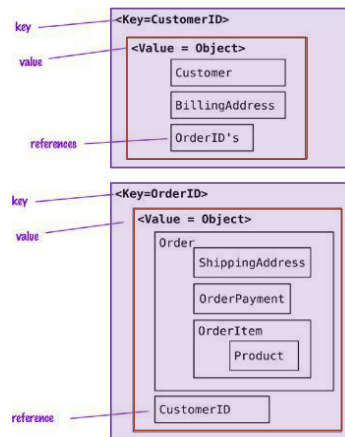 key
<Key=CustomerID>
value
<Value = Object>
Customer
BillingAddress
references
OrderID's
key
<Key=OrderID>
value
<Value = Object>
Order
ShippingAddress
OrderPayment
OrderItem
Product
reference
CustomerID